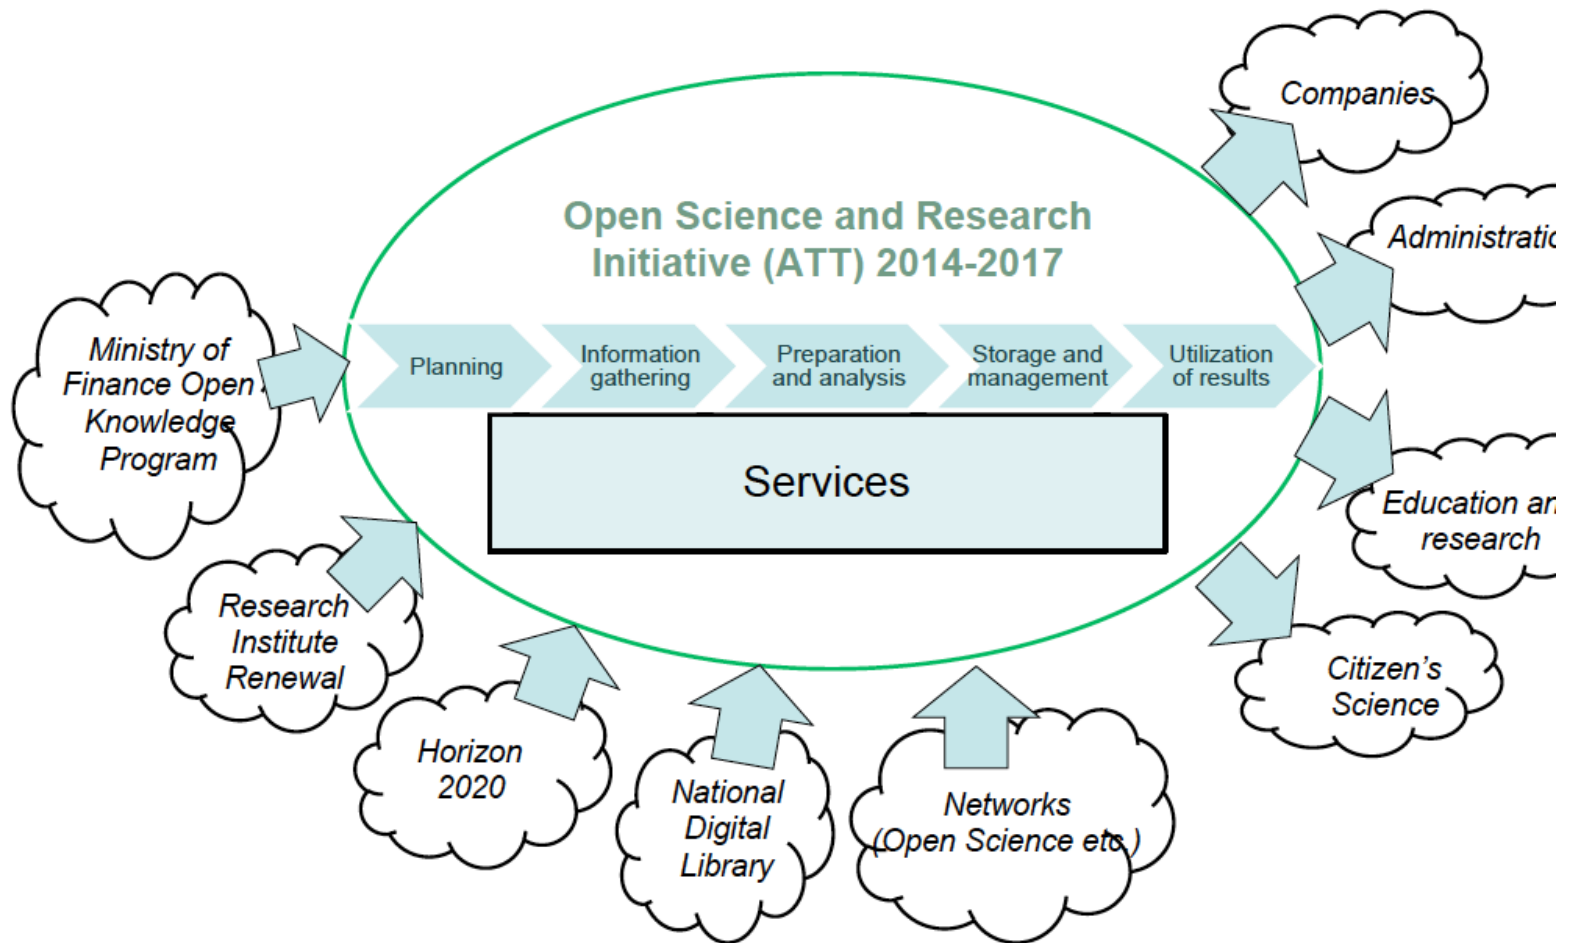 Companies
Administratio
Open Science and Research
Initiative (ATT) 2014-2017
Ministry of
Finance Open
Knowledge
Program
Planning
Information
gathering
Preparation
and analysis
Storage and
management
Utilization
of results
Services
Education an
research
Research
Institute
Renewal
Citizen's
Science
Horizon
2020
National
Digital
Library
Networks
(Open Science etc.)